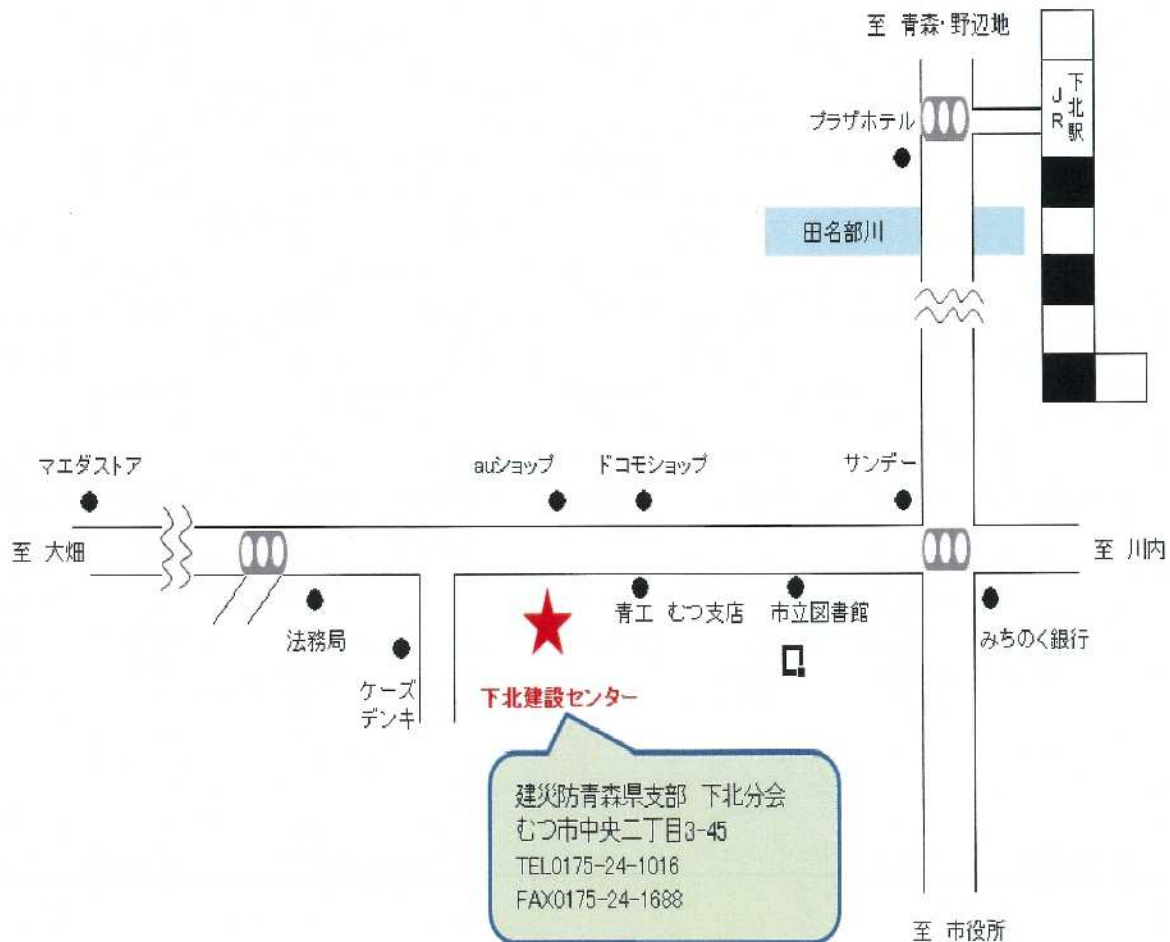 至 青森・野辺地
下北駅
JR
プラザホテル
田名部川
マエダストア
auショップ
ドコモショップ
サンデー
至 大畑
至 川内
法務局
青工 むつ支店
市立図書館
みちのく銀行
ケーズ
デンキ
下北建設センター
建災防青森県支部 下北分会
むつ市中央二丁目3-45
TEL0175-24-1016
FAX0175-24-1688
至 市役所